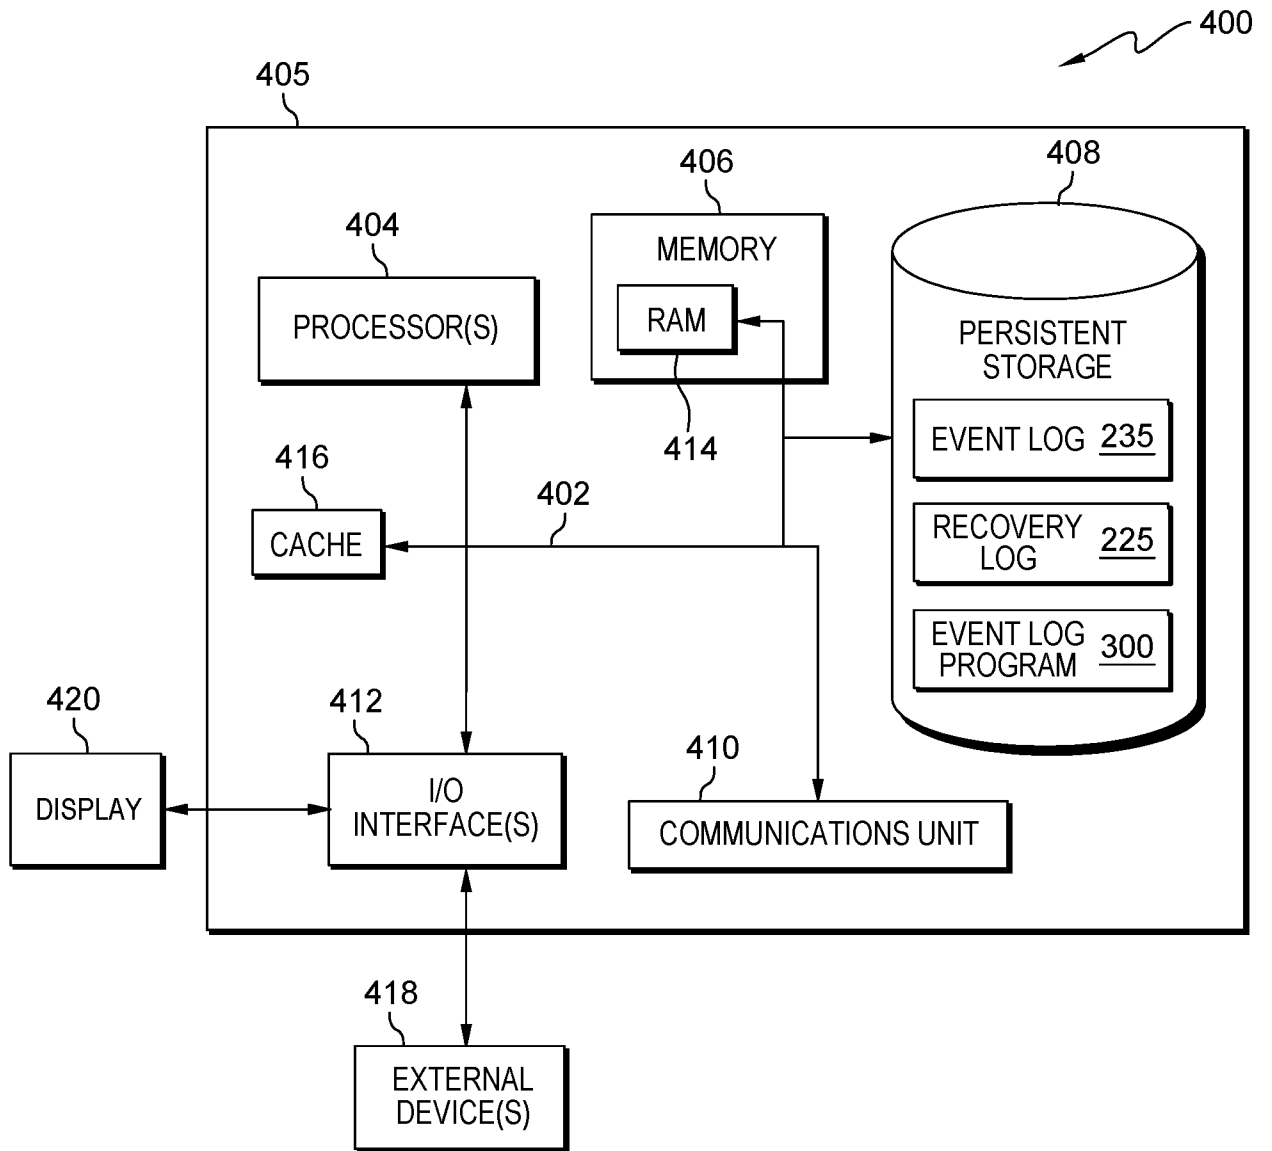 400
405
406
408
404
MEMORY
PROCESSOR(S)
RAM
PERSISTENT
STORAGE
414
EVENT LOG 235
416
402
CACHE
RECOVERY
LOG 225
EVENT LOG
PROGRAM 300
420
412
410
DISPLAY
I/O
INTERFACE(S)
COMMUNICATIONS UNIT
418
EXTERNAL
DEVICE(S)